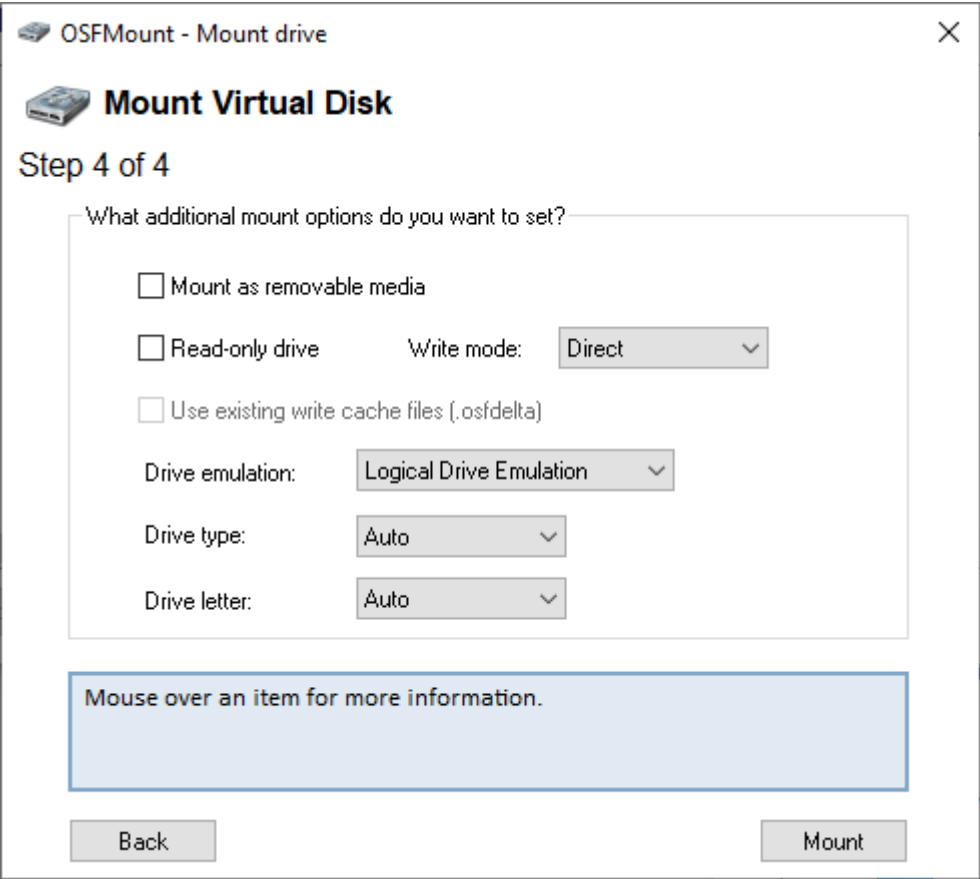 OSFMount - Mount drive
Mount Virtual Disk
Step 4 of 4
What additional mount options do you want to set?
Mount as removable media
Read-only drive Write mode: Direct
Use existing write cache files (.osfdelta)
Drive emulation: Logical Drive Emulation
Drive type: Auto
Drive letter: Auto
Mouse over an item for more information.
Back Mount